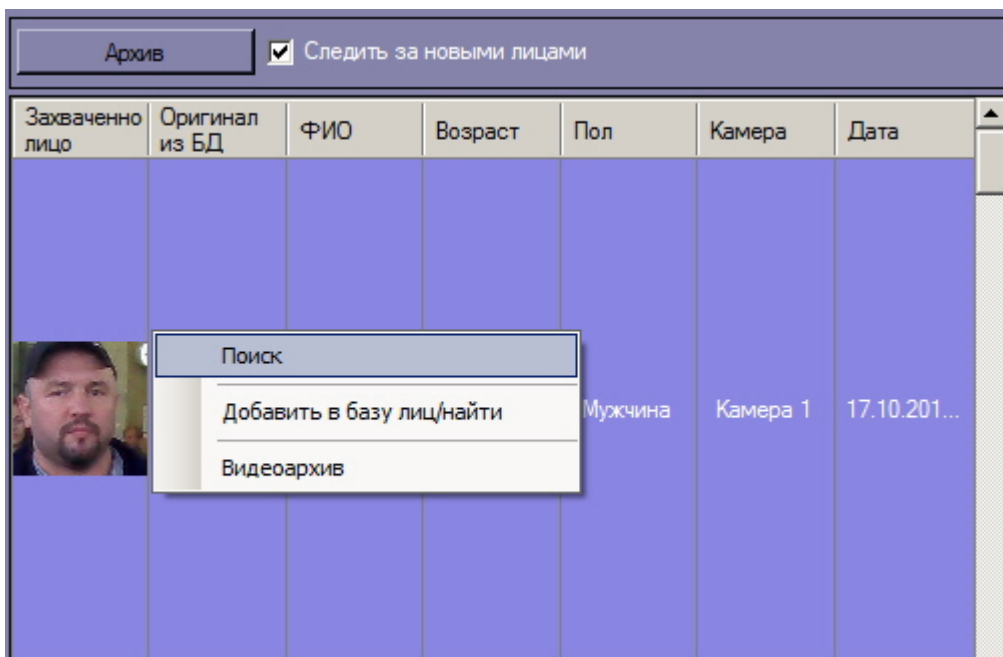 Архив
Следить за новыми лицами
Захваченно
лицо
Оригинал
из БД
ФИО
Возраст
Пол
Камера
Дата
Поиск
Добавить в базу лиц/найти
Видеоархив
Мужчина
Камера 1
17.10.201...